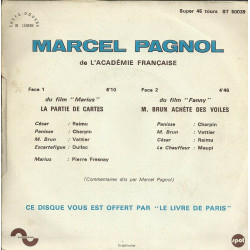 Super 45 tours ST 50035
MARCEL PAGNOL
de L'ACADÉMIE FRANÇAISE
Face 1 6'10
du film "Marius"
LA PARTIE DE CARTES
César : Raimu
Panisse : Charpin
M. Brun : Vattier
Escartefigue : Dullac
Marius : Pierre Fresnay
Face 2 4'46
du film "Fanny"
M. BRUN ACHÈTE DES VOILES
Panisse : Charpin
M. Brun : Vattier
César : Raimu
Le Chauffeur : Maupi
(Commentaires dits par Marcel Pagnol)
CE DISQUE VOUS EST OFFERT PAR "LE LIVRE DE PARIS"
spot